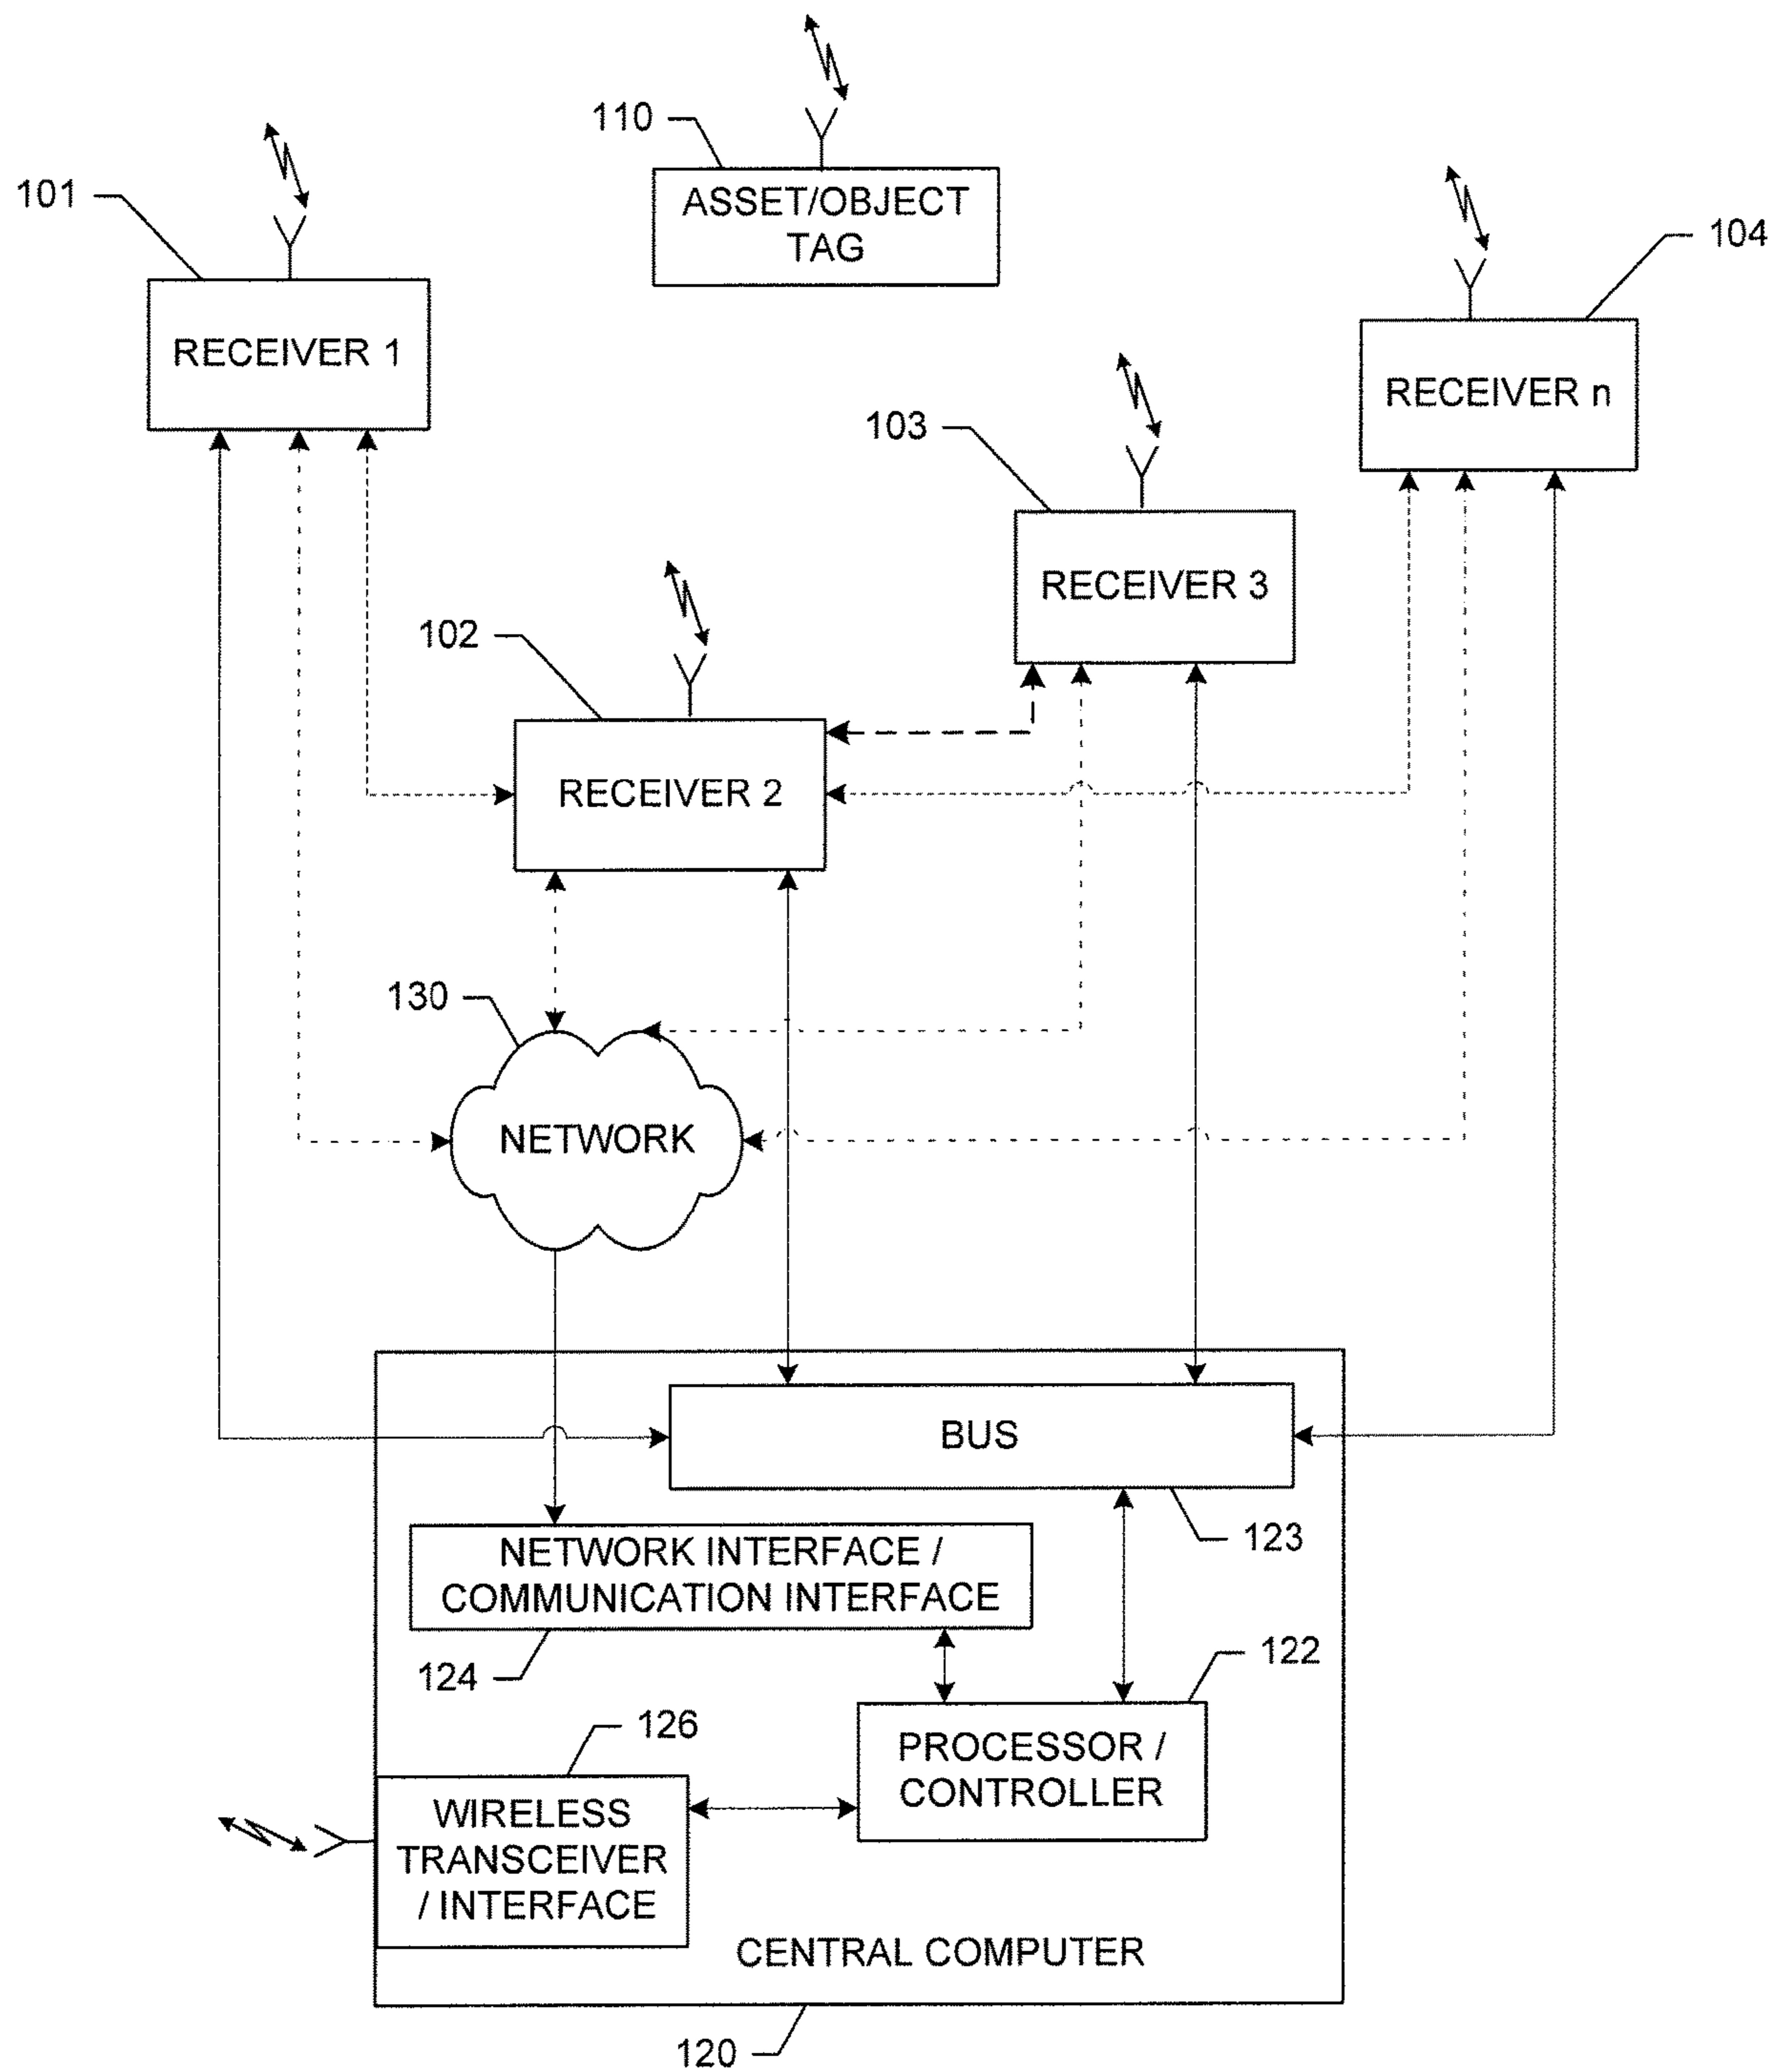 110
ASSET/OBJECT
TAG
101
RECEIVER 1
104
RECEIVER n
103
RECEIVER 3
102
RECEIVER 2
130
NETWORK
BUS
123
NETWORK INTERFACE /
COMMUNICATION INTERFACE
124
122
PROCESSOR /
CONTROLLER
126
WIRELESS
TRANSCEIVER
/ INTERFACE
CENTRAL COMPUTER
120